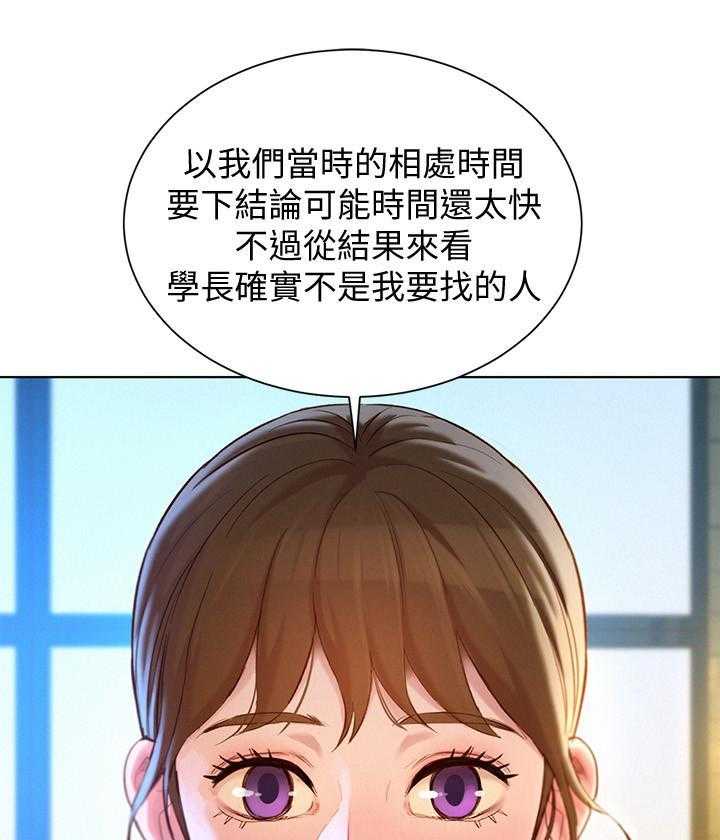 以我們當時的相處時間
要下結論可能時間還太快
不過從結果來看
學長確實不是我要找的人